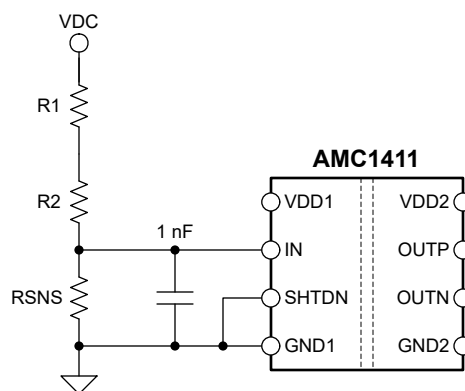 VDC
R1
AMC1411
VDD1 VDD2
R2
1 nF
IN OUTP
RSNS
SHTDN OUTN
GND1 GND2